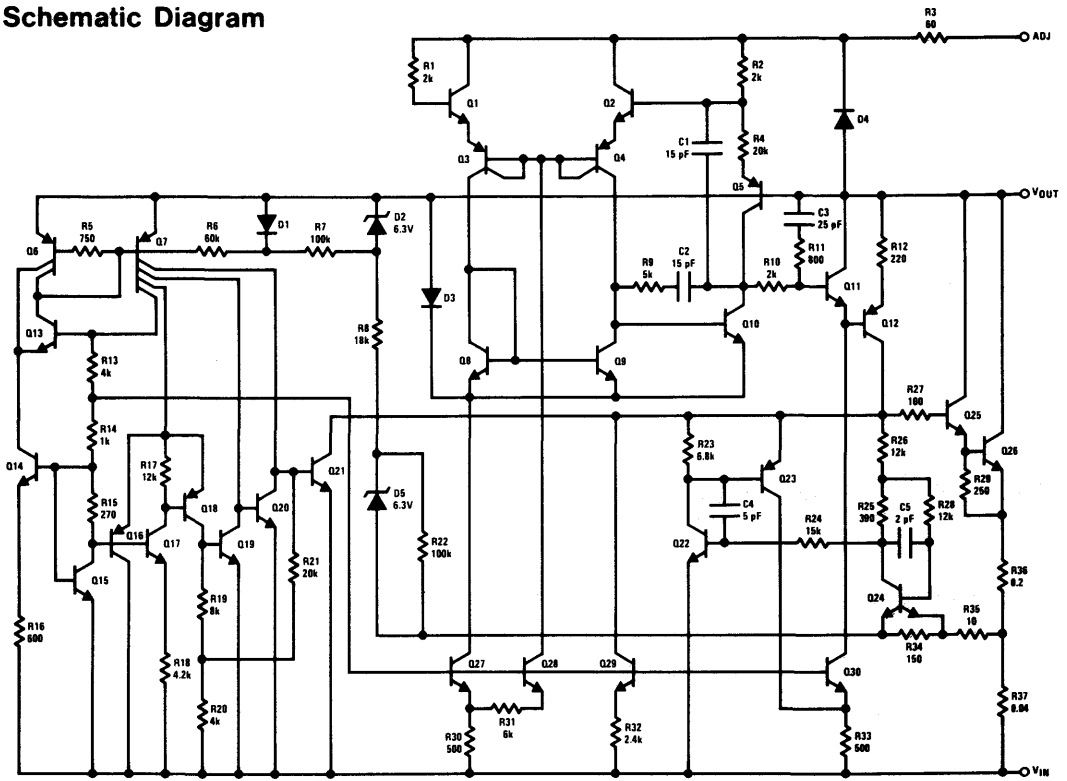 Schematic Diagram
R3
60
ADJ
R1
2k
Q1
Q2
R2
2k
C1
15 pF
R4
20k
D4
Q3
Q4
Q5
VOUT
Q6
R5
750
Q7
R6
60k
D1
R7
100k
D2
6.3V
C3
25 pF
R11
800
R12
220
D3
R9
5k
C2
15 pF
R10
2k
Q11
Q12
Q13
R8
18k
Q8
Q9
Q10
R13
4k
R14
1k
R27
180
Q25
Q26
Q14
R17
12k
Q18
Q20
Q21
D5
6.3V
R23
6.8k
Q23
R26
12k
R29
250
R15
270
Q16
Q17
Q19
C4
5 pF
R24
15k
R25
390
C5
2 pF
R28
12k
Q22
R22
100k
Q15
R21
20k
R19
8k
Q24
R36
0.2
R16
600
R34
150
R35
10
R18
4.2k
R20
4k
Q27
Q28
Q29
Q30
R31
6k
R30
500
R32
2.4k
R33
500
R37
0.04
VIN